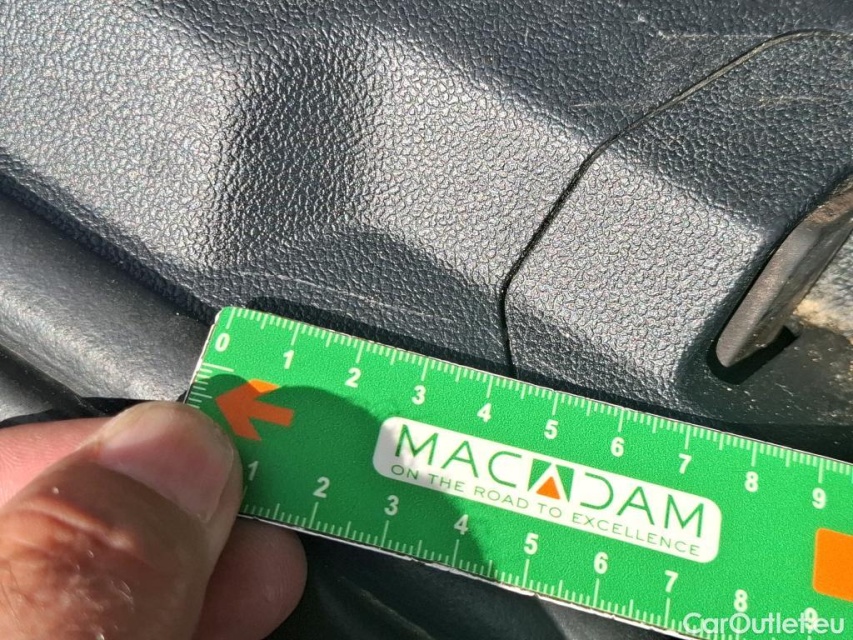 0 1 2 3 4 5 6 7 8 9
MACADAM
ON THE ROAD TO EXCELLENCE
1 2 3 4 5 6 7 8 9
CarOutlet.eu